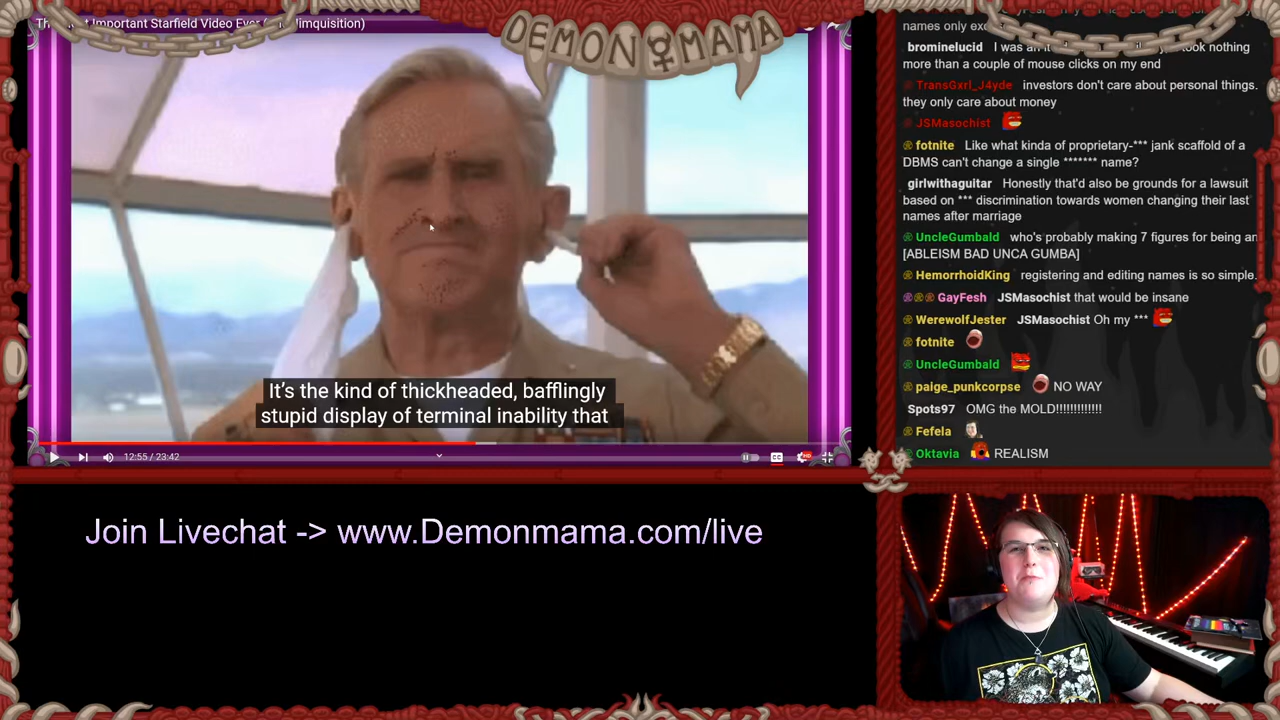 Important Starfield Video
DEMON MAMA
It's the kind of thickheaded, bafflingly
stupid display of terminal inability that
12:55 / 23:42
Join Livechat -> www.Demonmama.com/live
names only
brominelucid I was an
nothing
more than a couple of mouse clicks on my end
TransGxrl_J4yde investors don't care about personal things.
they only care about money
JSMasochist
fotnite Like what kind of proprietary-*** jank scaffold of a
DBMS can't change a single ******* name?
girlwithaguitar Honestly that'd also be grounds for a lawsuit
based on *** discrimination towards women changing their last
names after marriage
UncleGumbald who's probably making 7 figures for being an
[ABLEISM BAD UNCA GUMBA]
HemorrhoidKing registering and editing names is so simple.
GayFesh JSMasochist that would be insane
WerewolfJester JSMasochist Oh my ***
fotnite
UncleGumbald
paige_punkcorpse NO WAY
Spots97 OMG the MOLD!!!!!!!!!!!!!
Fefela
Oktavia REALISM